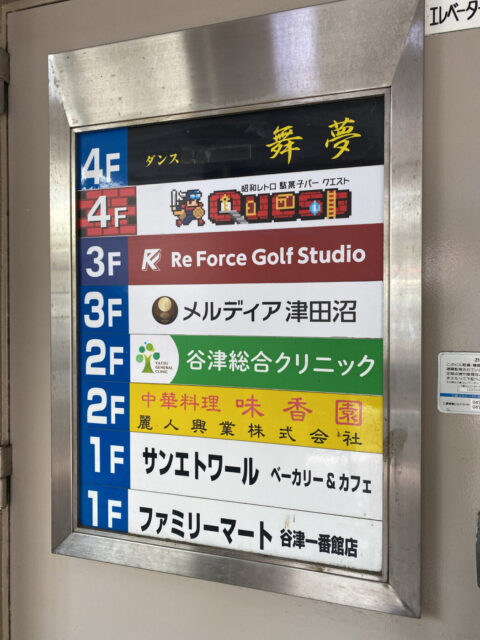 エレベーター
4F ダンス 舞夢
4F 昭和レトロ 駄菓子バー クエスト
Quest
3F Re Force Golf Studio
3F メルディア津田沼
2F YATSU GENERAL CLINIC 谷津総合クリニック
2F 中華料理 味香園
麗人興業株式会社
1F サンエトワール ベーカリー&カフェ
1F ファミリーマート 谷津一番館店